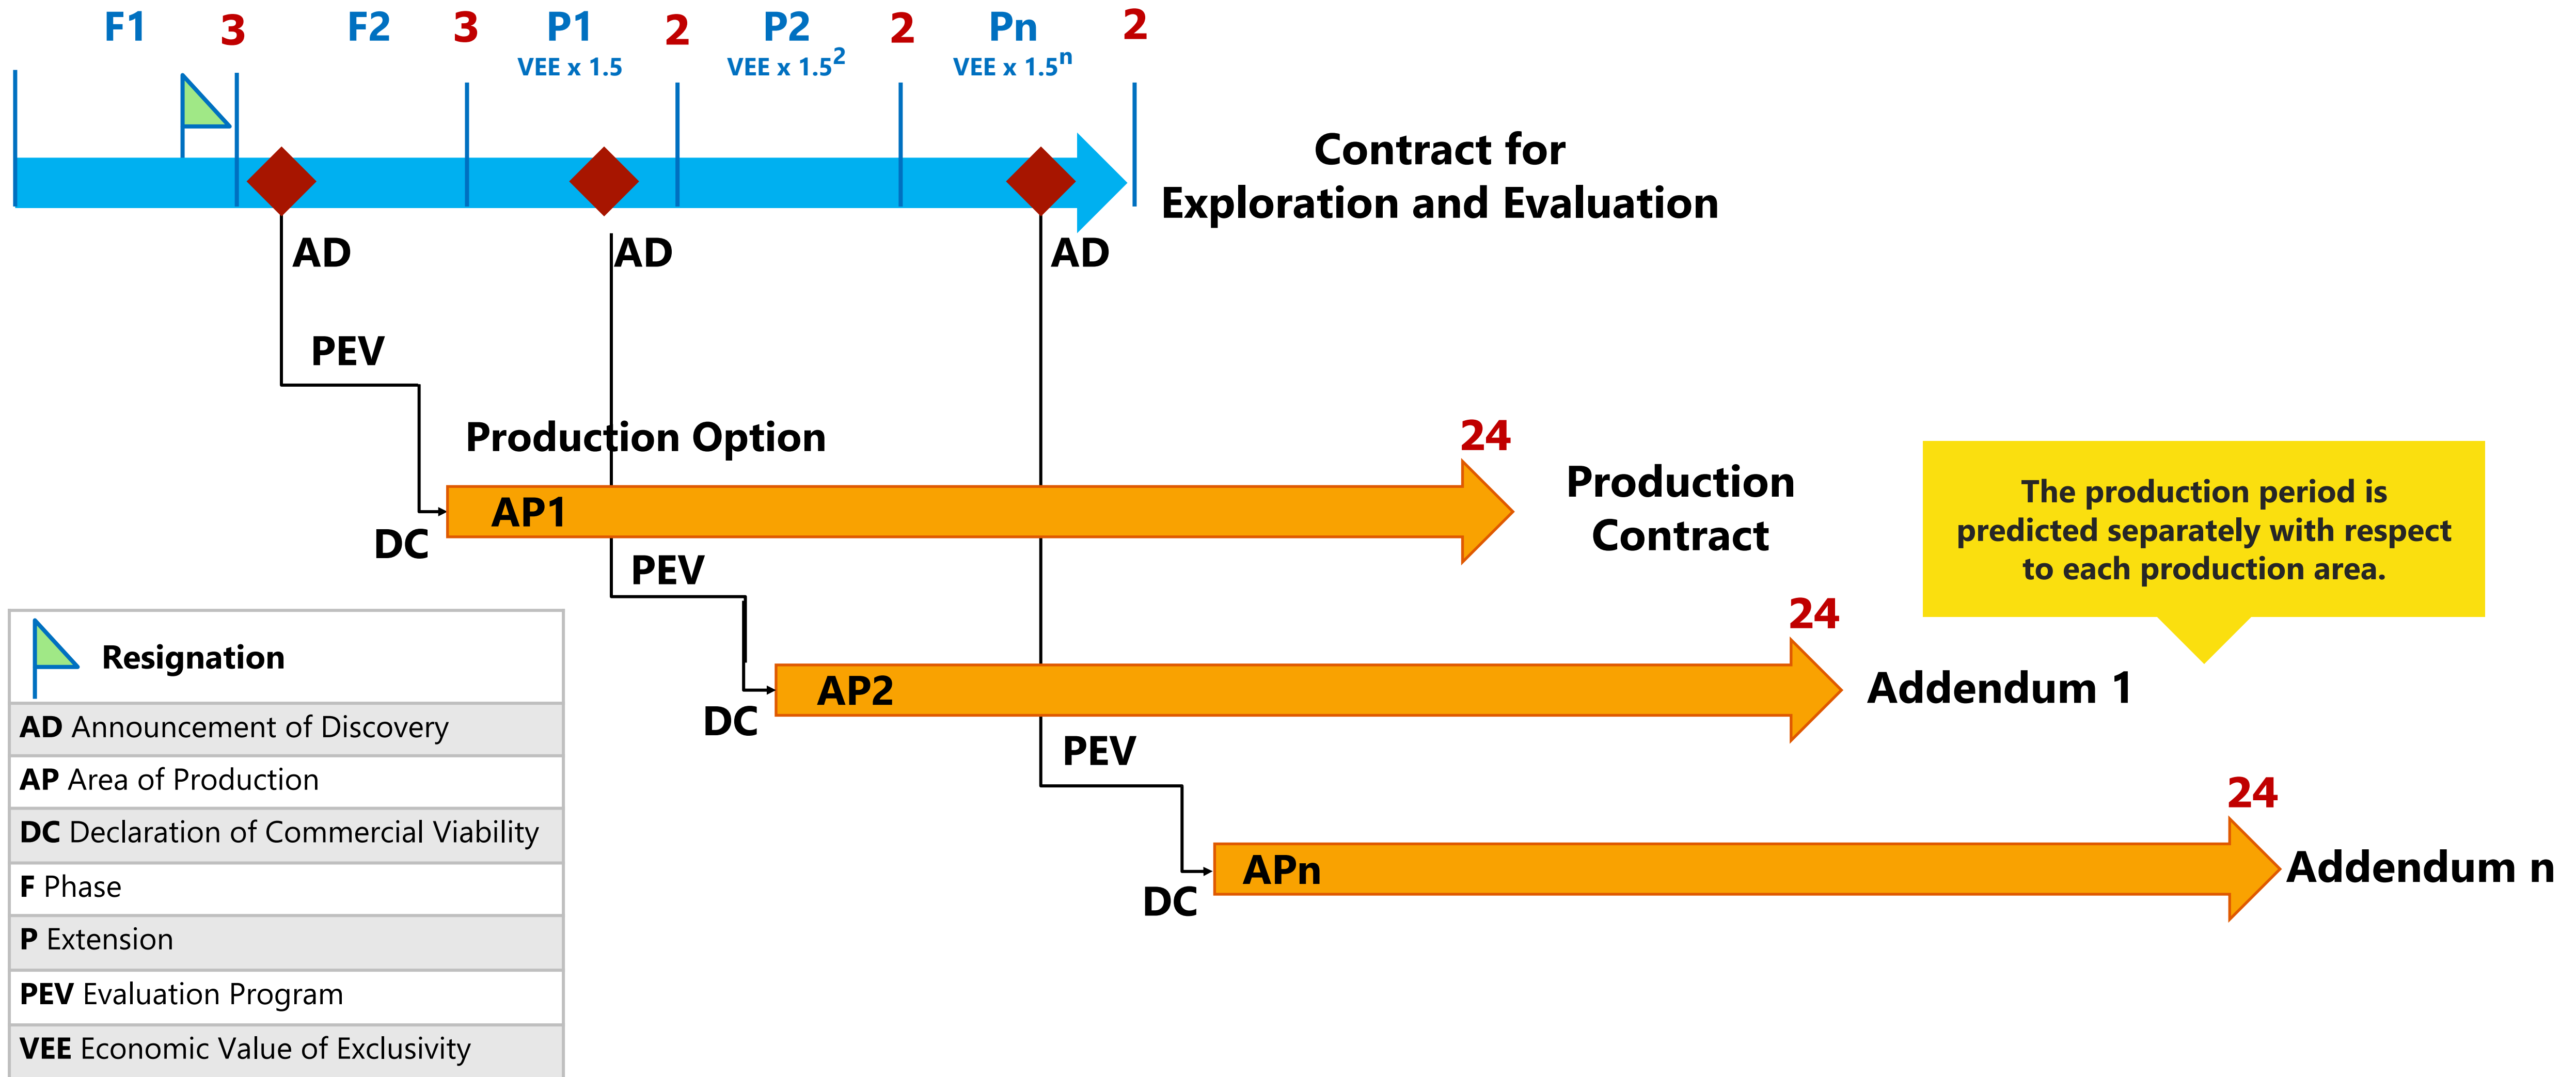 F1 3 F2 3 P1 2 P2 2 Pn 2
VEE x 1.5 VEE x 1.5² VEE x 1.5ⁿ
Contract for
Exploration and Evaluation
AD AD AD
PEV
Production Option
24
AP1
Production
Contract
DC
The production period is
predicted separately with respect
to each production area.
PEV
24
AP2
Addendum 1
DC
PEV
24
APn
Addendum n
DC
Resignation
AD Announcement of Discovery
AP Area of Production
DC Declaration of Commercial Viability
F Phase
P Extension
PEV Evaluation Program
VEE Economic Value of Exclusivity